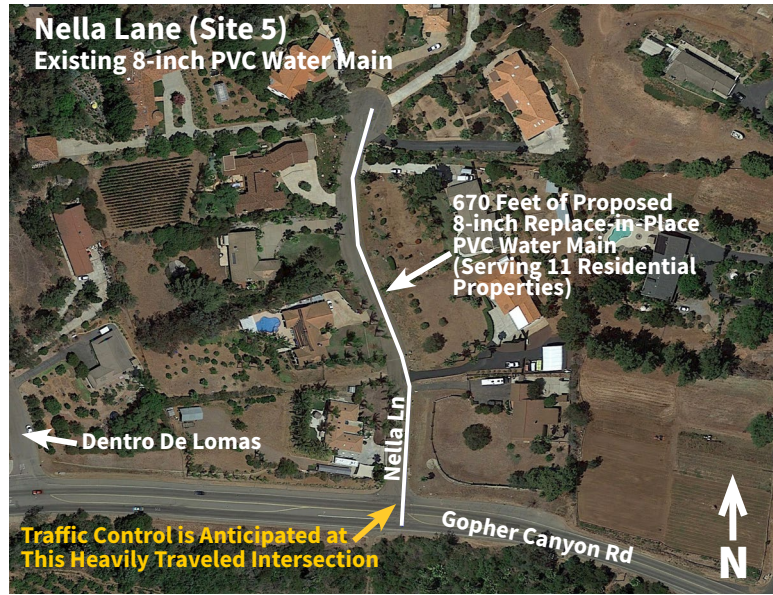 Nella Lane (Site 5)
Existing 8-inch PVC Water Main
670 Feet of Proposed
8-inch Replace-in-Place
PVC Water Main
(Serving 11 Residential
Properties)
Dentro De Lomas
Nella Ln
Traffic Control is Anticipated at
This Heavily Traveled Intersection
Gopher Canyon Rd
N